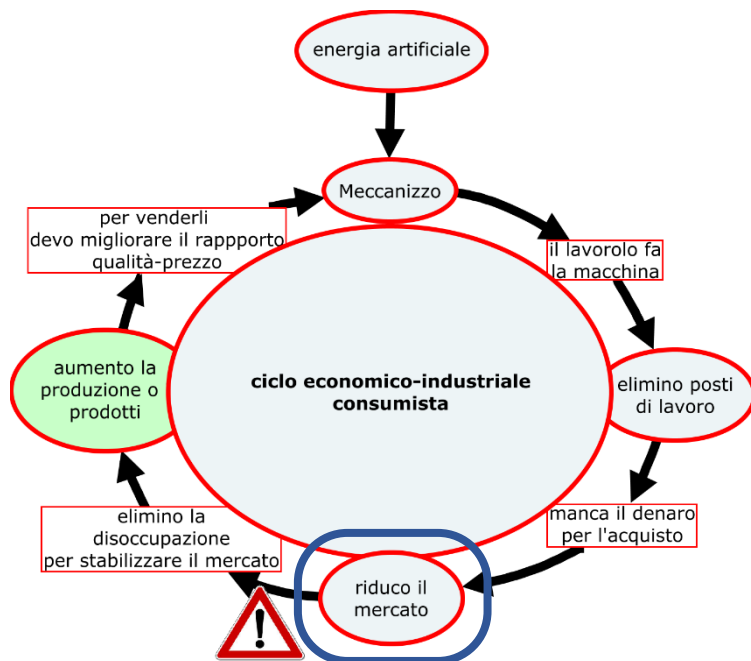 energia artificiale
Meccanizzo
per venderli
devo migliorare il rappporto
qualità-prezzo
il lavorolo fa
la macchina
aumento la
produzione o
prodotti
ciclo economico-industriale
consumista
elimino posti
di lavoro
elimino la
disoccupazione
per stabilizzare il mercato
manca il denaro
per l'acquisto
riduco il
mercato
!